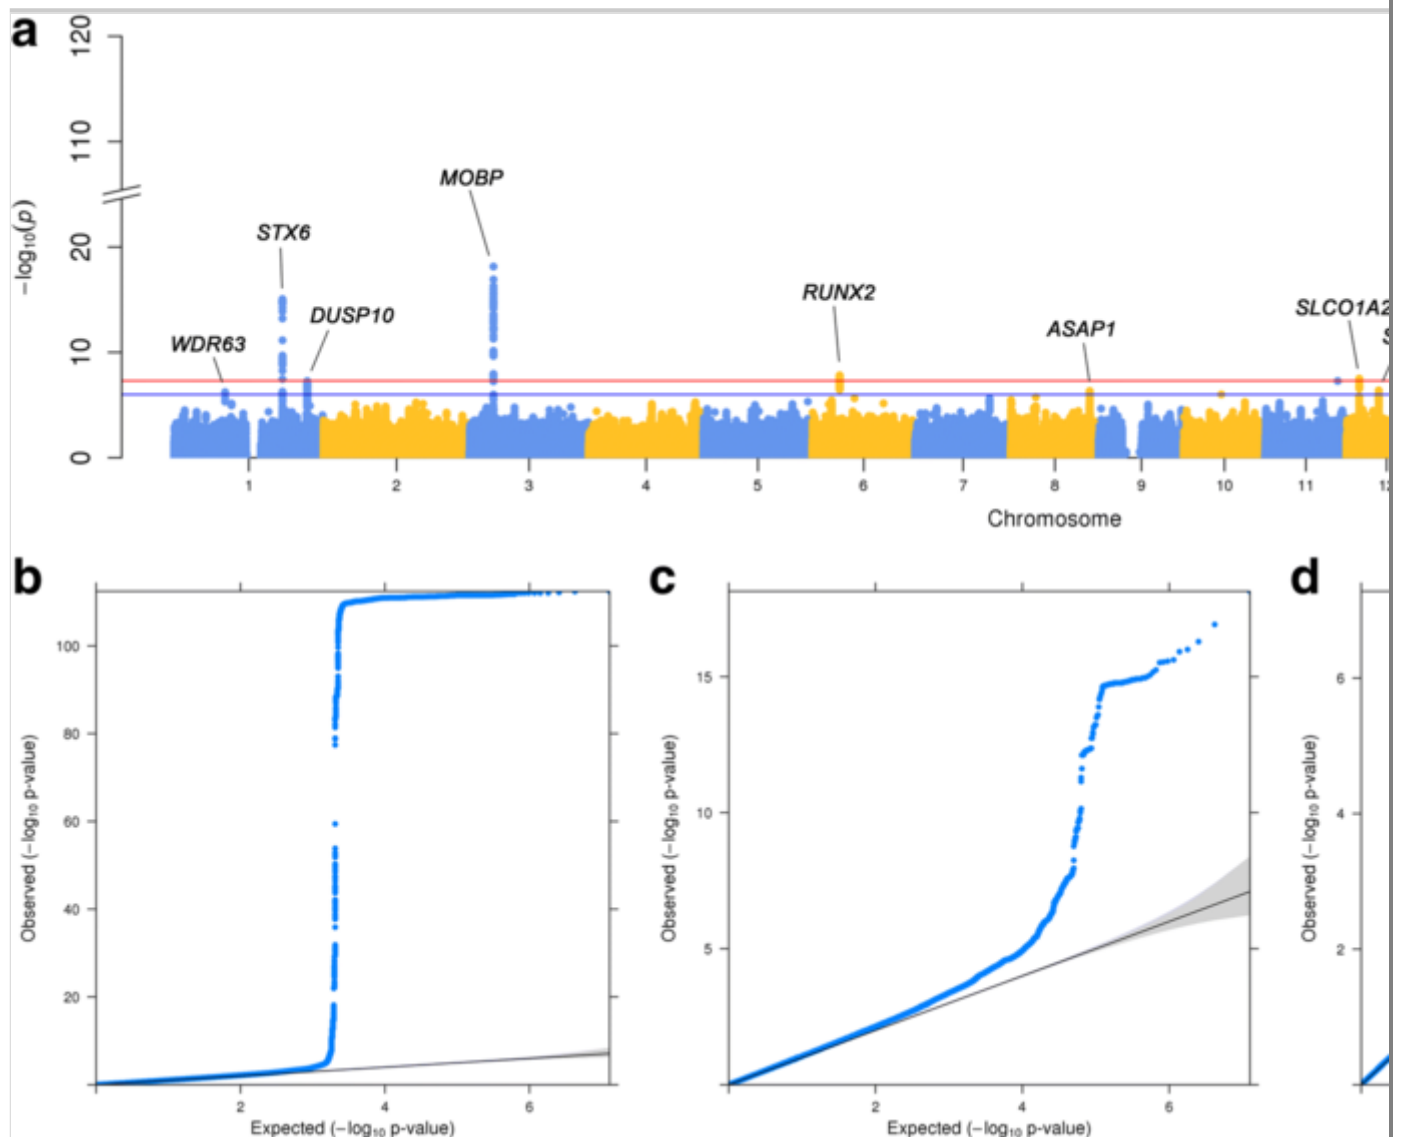 a
120
110
20
10
0
−log₁₀(p)
MOBP
STX6
DUSP10
WDR63
RUNX2
ASAP1
SLCO1A2
S
1 2 3 4 5 6 7 8 9 10 11 12
Chromosome
b
100
80
60
40
20
2 4 6
Observed (−log₁₀ p-value)
Expected (−log₁₀ p-value)
c
15
10
5
2 4 6
Observed (−log₁₀ p-value)
Expected (−log₁₀ p-value)
d
6
4
2
Observed (−log₁₀ p-value)